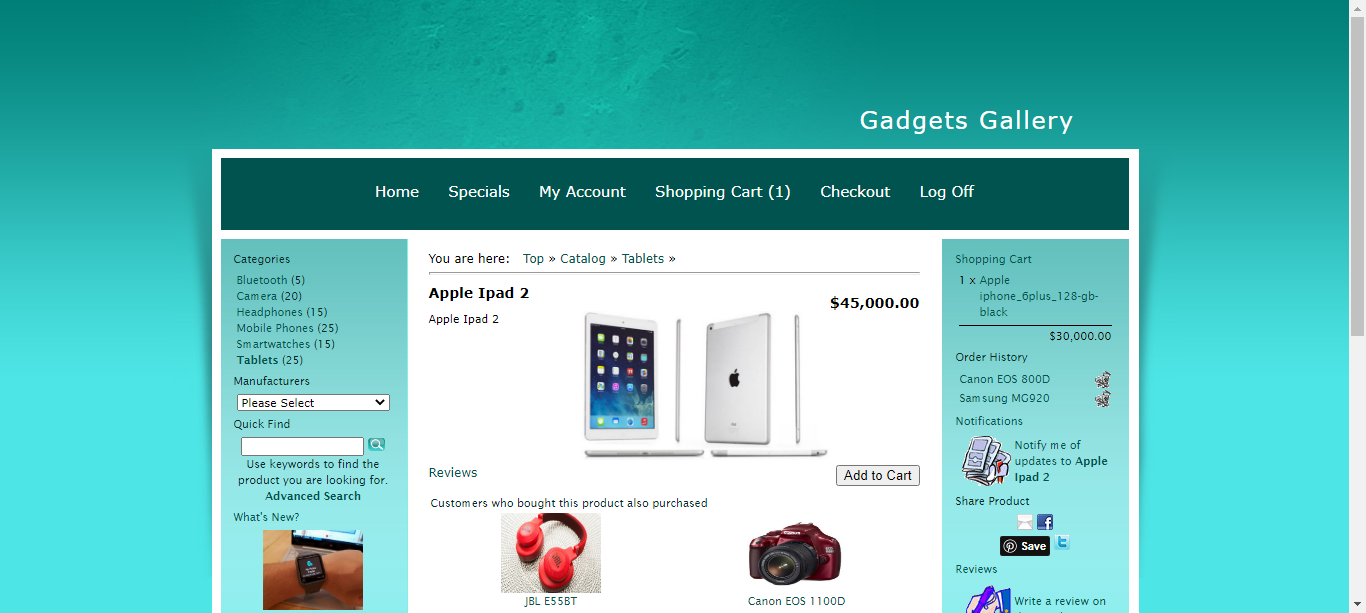 Gadgets Gallery
Home Specials My Account Shopping Cart (1) Checkout Log Off
Categories
Bluetooth (5)
Camera (20)
Headphones (15)
Mobile Phones (25)
Smartwatches (15)
Tablets (25)
Manufacturers
Please Select
Quick Find
Use keywords to find the
product you are looking for.
Advanced Search
What's New?
You are here: Top » Catalog » Tablets »
Apple Ipad 2
$45,000.00
Apple Ipad 2
Reviews
Add to Cart
Customers who bought this product also purchased
JBL E55BT
Canon EOS 1100D
Shopping Cart
1 x Apple
iphone_6plus_128-gb-
black
$30,000.00
Order History
Canon EOS 800D
Samsung MG920
Notifications
Notify me of
updates to Apple
Ipad 2
Share Product
Save
Reviews
Write a review on